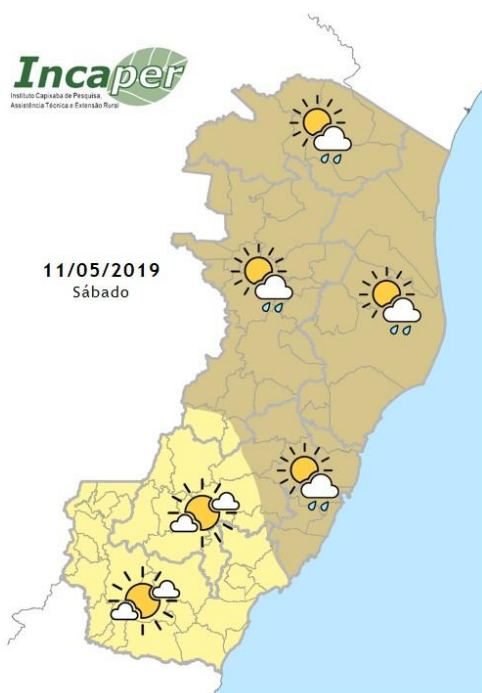 Incaper
Instituto Capixaba de Pesquisa,
Assistência Técnica e Extensão Rural
11/05/2019
Sábado